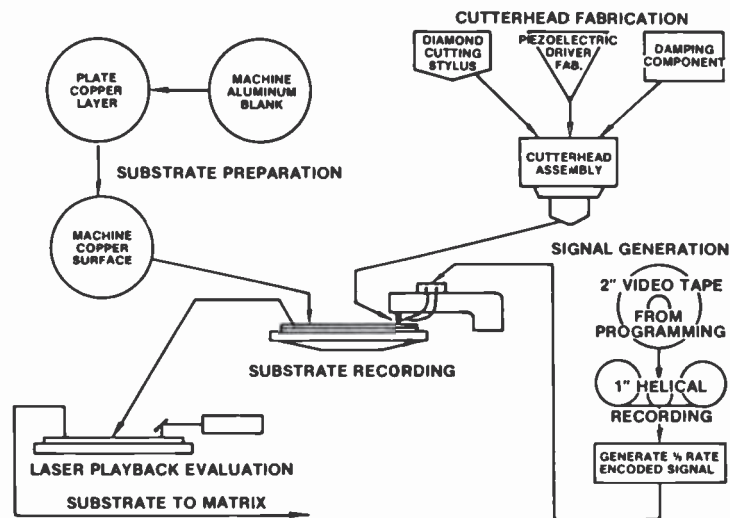 CUTTERHEAD FABRICATION
DIAMOND
CUTTING
STYLUS
PIEZOELECTRIC
DRIVER
FAB.
DAMPING
COMPONENT
PLATE
COPPER
LAYER
MACHINE
ALUMINUM
BLANK
CUTTERHEAD
ASSEMBLY
SUBSTRATE PREPARATION
MACHINE
COPPER
SURFACE
SIGNAL GENERATION
2" VIDEO TAPE
FROM
PROGRAMMING
SUBSTRATE RECORDING
1" HELICAL
RECORDING
GENERATE ½ RATE
ENCODED SIGNAL
LASER PLAYBACK EVALUATION
SUBSTRATE TO MATRIX